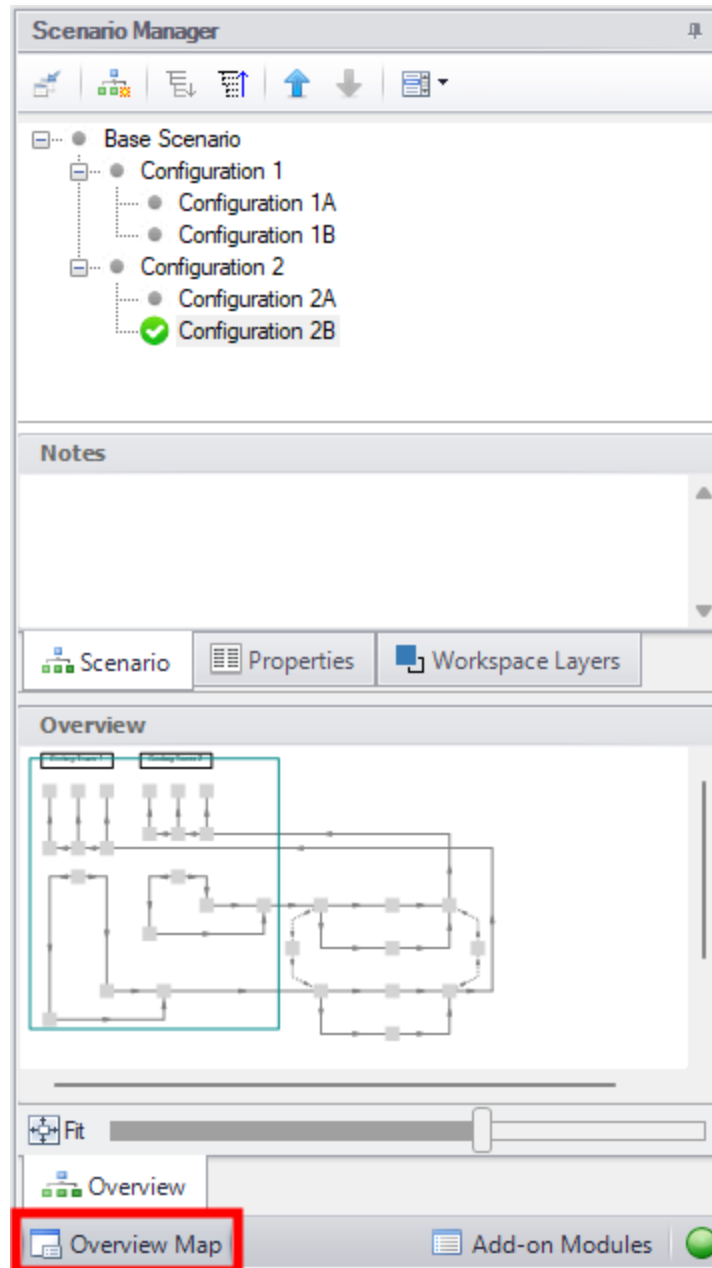 Scenario Manager
Base Scenario
Configuration 1
Configuration 1A
Configuration 1B
Configuration 2
Configuration 2A
Configuration 2B
Notes
Scenario Properties Workspace Layers
Overview
Fit
Overview
Overview Map Add-on Modules